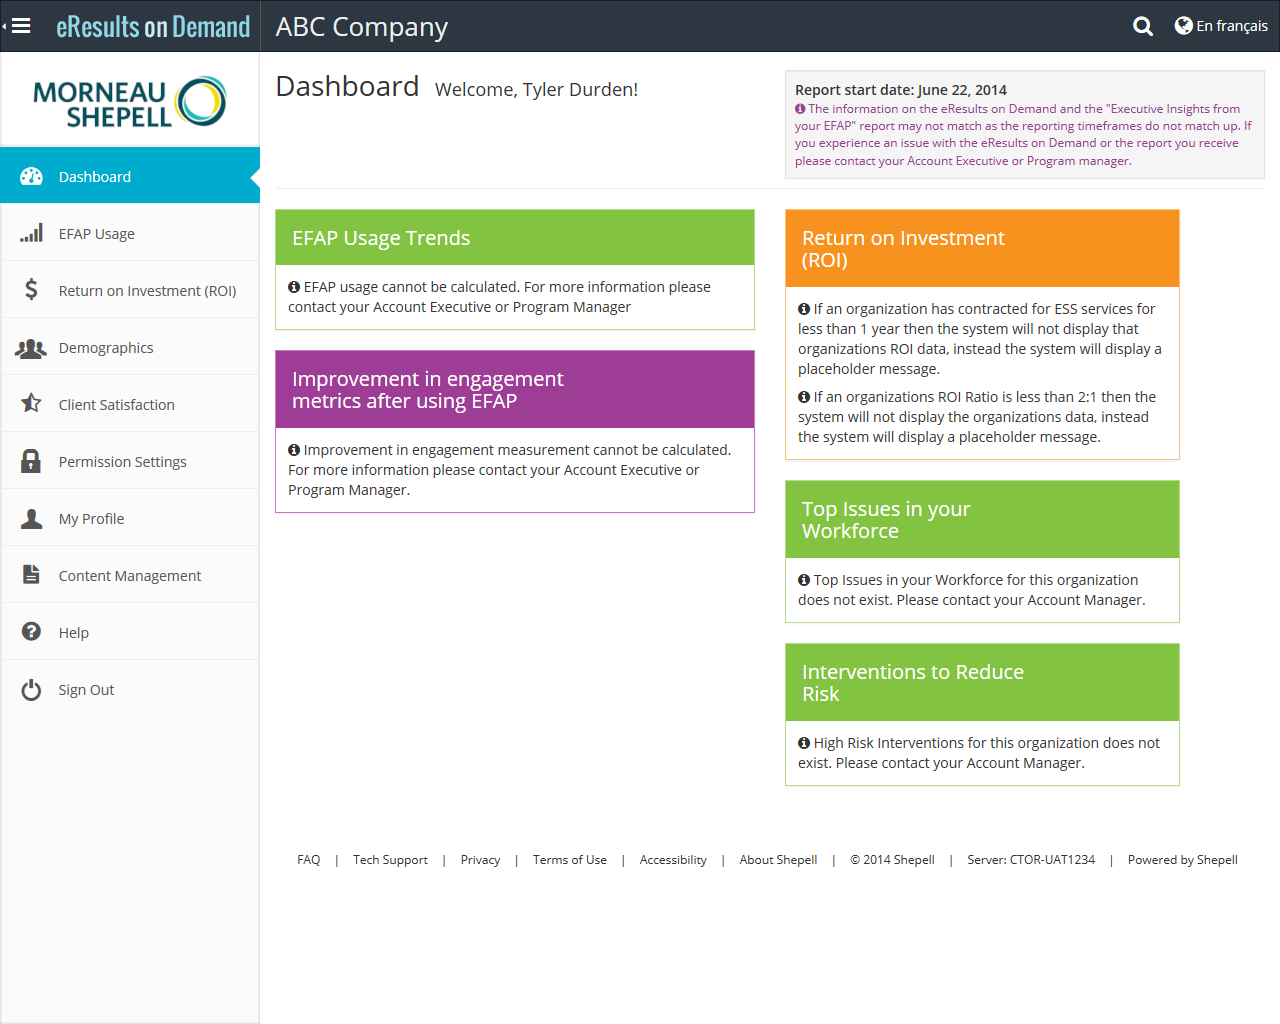 eResults on Demand
ABC Company
En français
MORNEAU
SHEPELL
Dashboard
EFAP Usage
Return on Investment (ROI)
Demographics
Client Satisfaction
Permission Settings
My Profile
Content Management
Help
Sign Out
Dashboard Welcome, Tyler Durden!
Report start date: June 22, 2014
The information on the eResults on Demand and the "Executive Insights from
your EFAP" report may not match as the reporting timeframes do not match up. If
you experience an issue with the eResults on Demand or the report you receive
please contact your Account Executive or Program manager.
EFAP Usage Trends
EFAP usage cannot be calculated. For more information please
contact your Account Executive or Program Manager
Improvement in engagement
metrics after using EFAP
Improvement in engagement measurement cannot be calculated.
For more information please contact your Account Executive or
Program Manager.
Return on Investment
(ROI)
If an organization has contracted for ESS services for
less than 1 year then the system will not display that
organizations ROI data, instead the system will display a
placeholder message.
If an organizations ROI Ratio is less than 2:1 then the
system will not display the organizations data, instead
the system will display a placeholder message.
Top Issues in your
Workforce
Top Issues in your Workforce for this organization
does not exist. Please contact your Account Manager.
Interventions to Reduce
Risk
High Risk Interventions for this organization does not
exist. Please contact your Account Manager.
FAQ | Tech Support | Privacy | Terms of Use | Accessibility | About Shepell | © 2014 Shepell | Server: CTOR-UAT1234 | Powered by Shepell